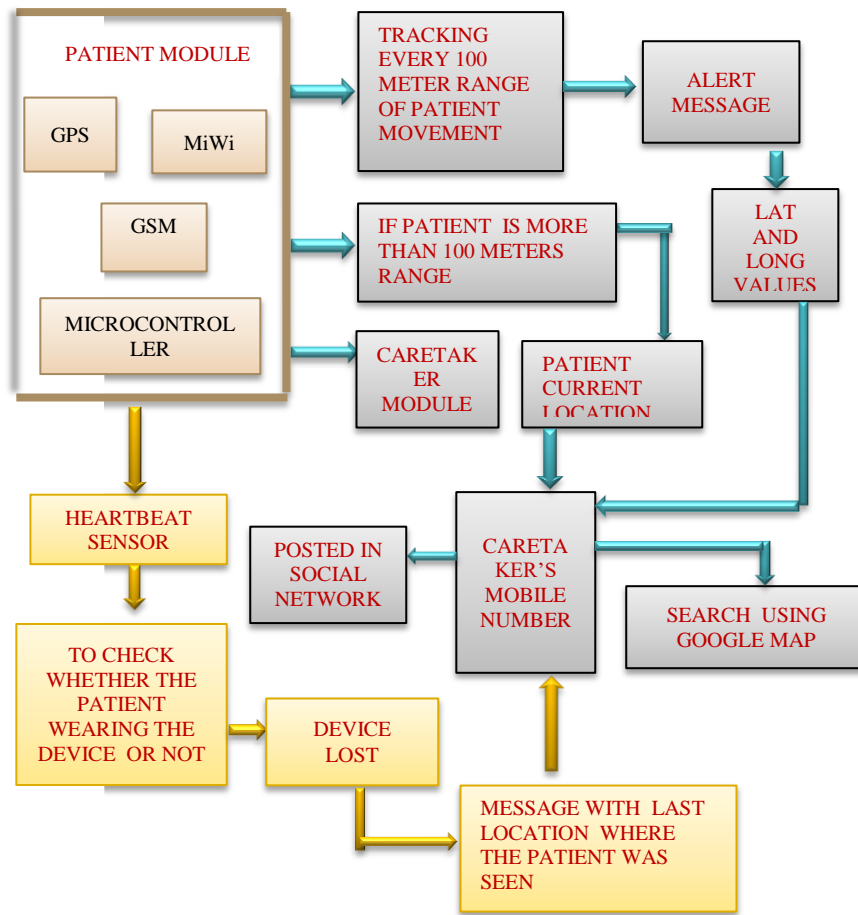 PATIENT MODULE
GPS
MiWi
GSM
MICROCONTROL
LER
TRACKING
EVERY 100
METER RANGE
OF PATIENT
MOVEMENT
ALERT
MESSAGE
LAT
AND
LONG
VALUES
IF PATIENT IS MORE
THAN 100 METERS
RANGE
CARETAK
ER
MODULE
PATIENT
CURRENT
LOCATION
HEARTBEAT
SENSOR
POSTED IN
SOCIAL
NETWORK
CARETA
KER'S
MOBILE
NUMBER
SEARCH USING
GOOGLE MAP
TO CHECK
WHETHER THE
PATIENT
WEARING THE
DEVICE OR NOT
DEVICE
LOST
MESSAGE WITH LAST
LOCATION WHERE
THE PATIENT WAS
SEEN